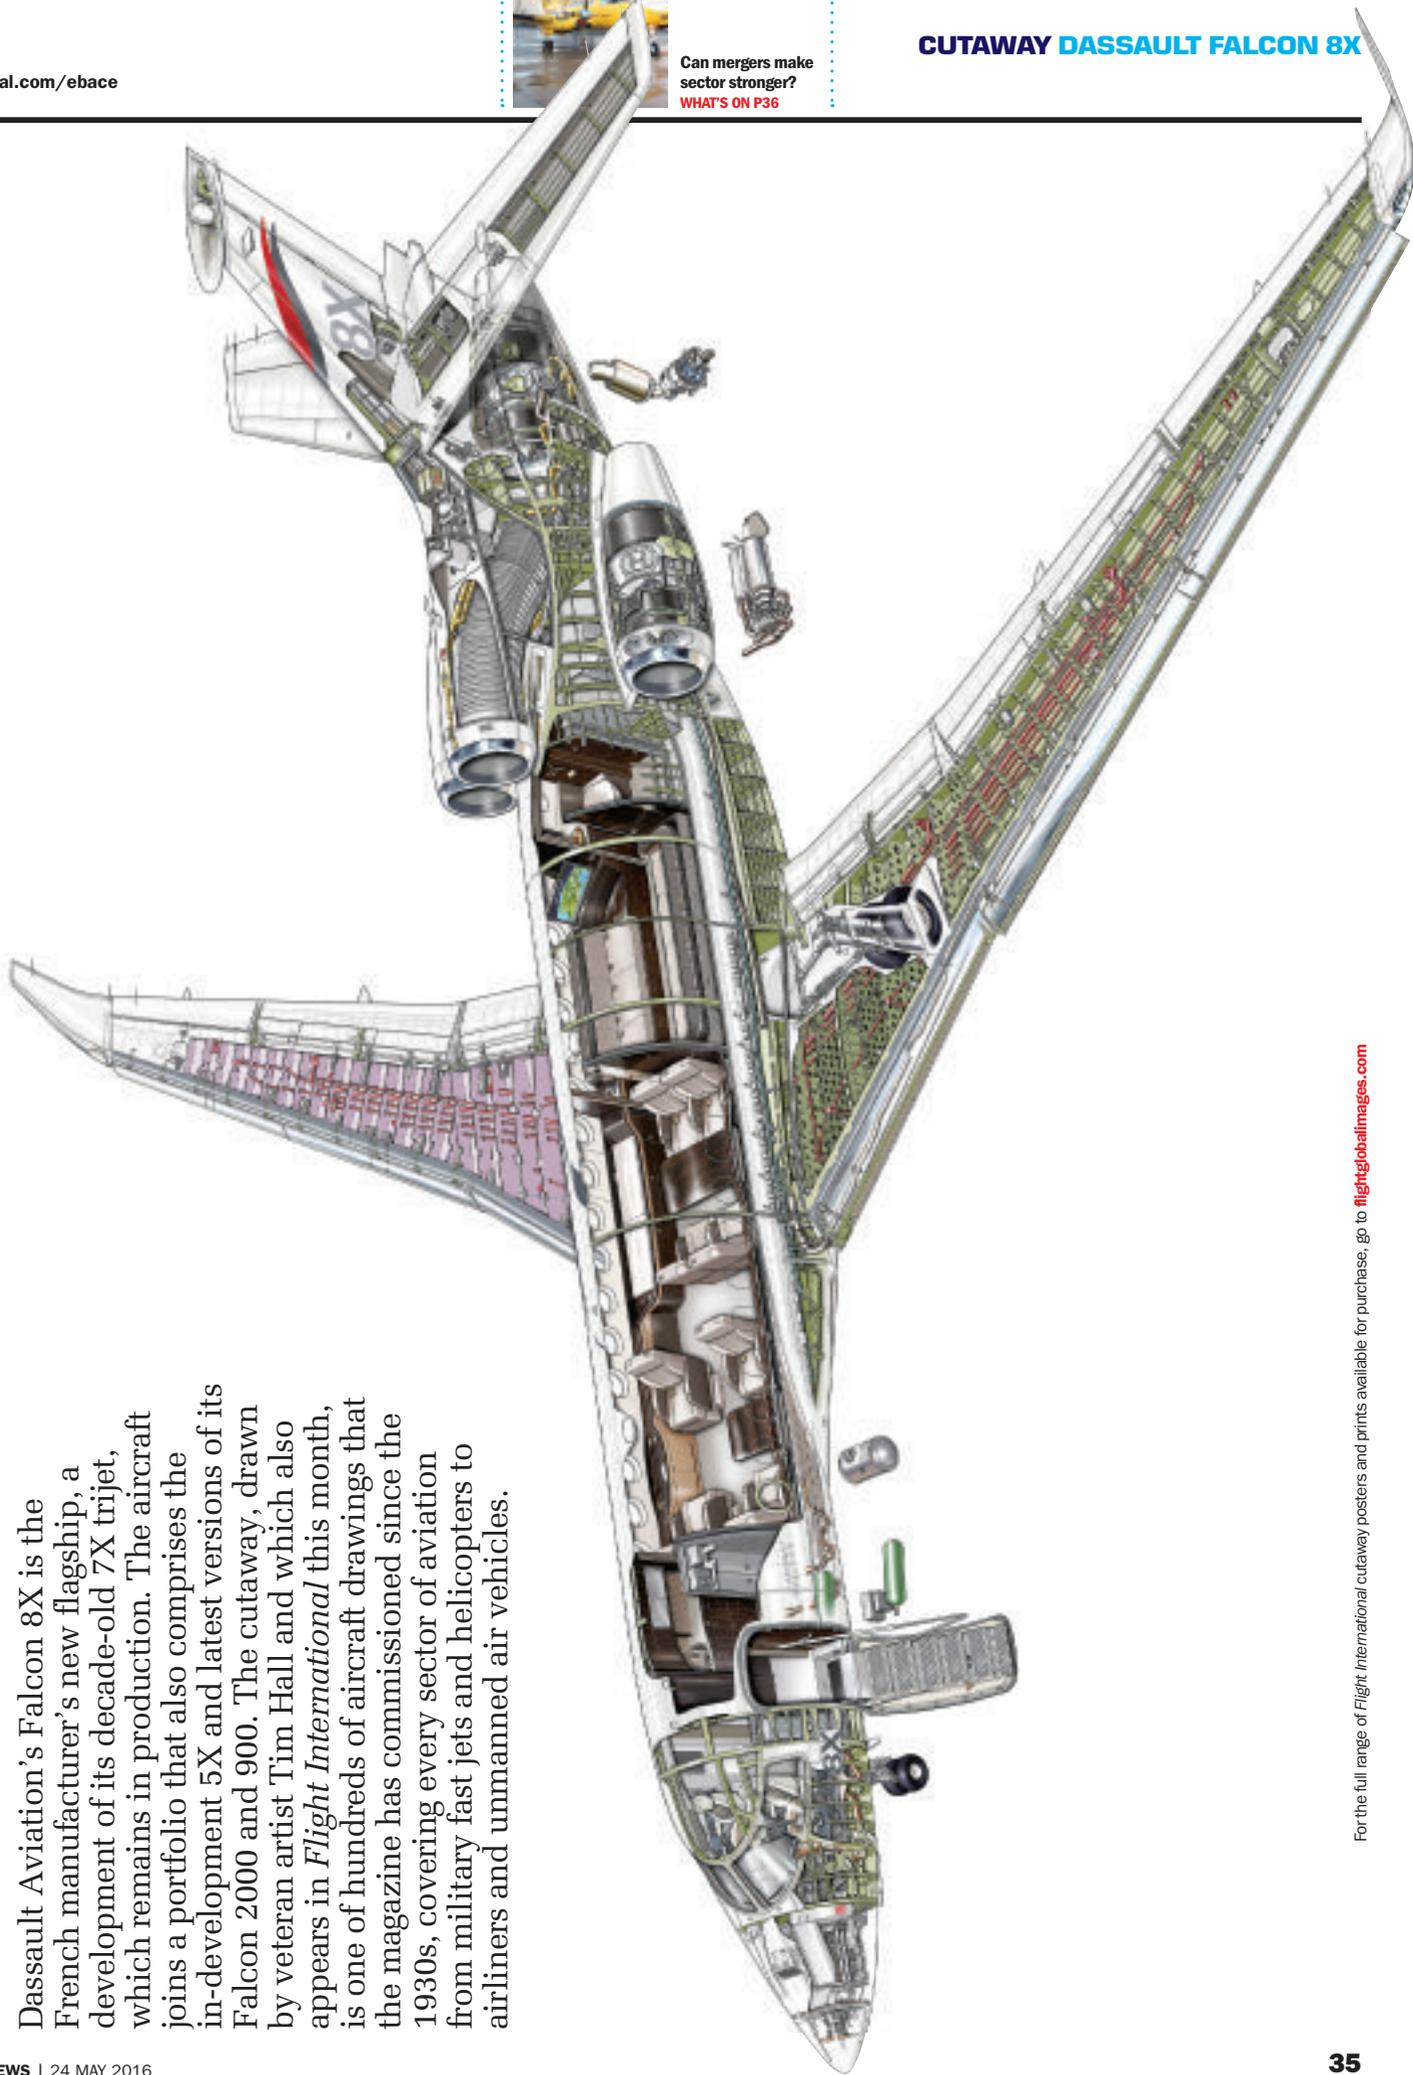 al.com/ebace
Can mergers make
sector stronger?
WHAT'S ON P36
CUTAWAY DASSAULT FALCON 8X
8X
8X
Dassault Aviation’s Falcon 8X is the
French manufacturer’s new flagship, a
development of its decade-old 7X trijet,
which remains in production. The aircraft
joins a portfolio that also comprises the
in-development 5X and latest versions of its
Falcon 2000 and 900. The cutaway, drawn
by veteran artist Tim Hall and which also
appears in Flight International this month,
is one of hundreds of aircraft drawings that
the magazine has commissioned since the
1930s, covering every sector of aviation
from military fast jets and helicopters to
airliners and unmanned air vehicles.
For the full range of Flight International cutaway posters and prints available for purchase, go to flightglobalimages.com
EWS | 24 MAY 2016
35